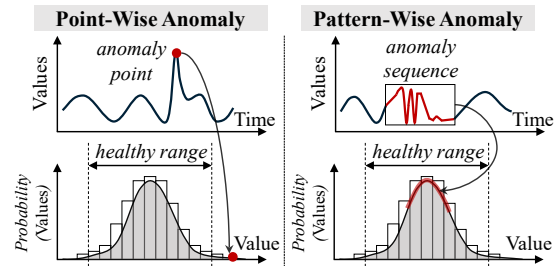 Point-Wise Anomaly
Values
anomaly
point
Time
healthy range
Probability
(Values)
Value
Pattern-Wise Anomaly
Values
anomaly
sequence
Time
healthy range
Probability
(Values)
Value